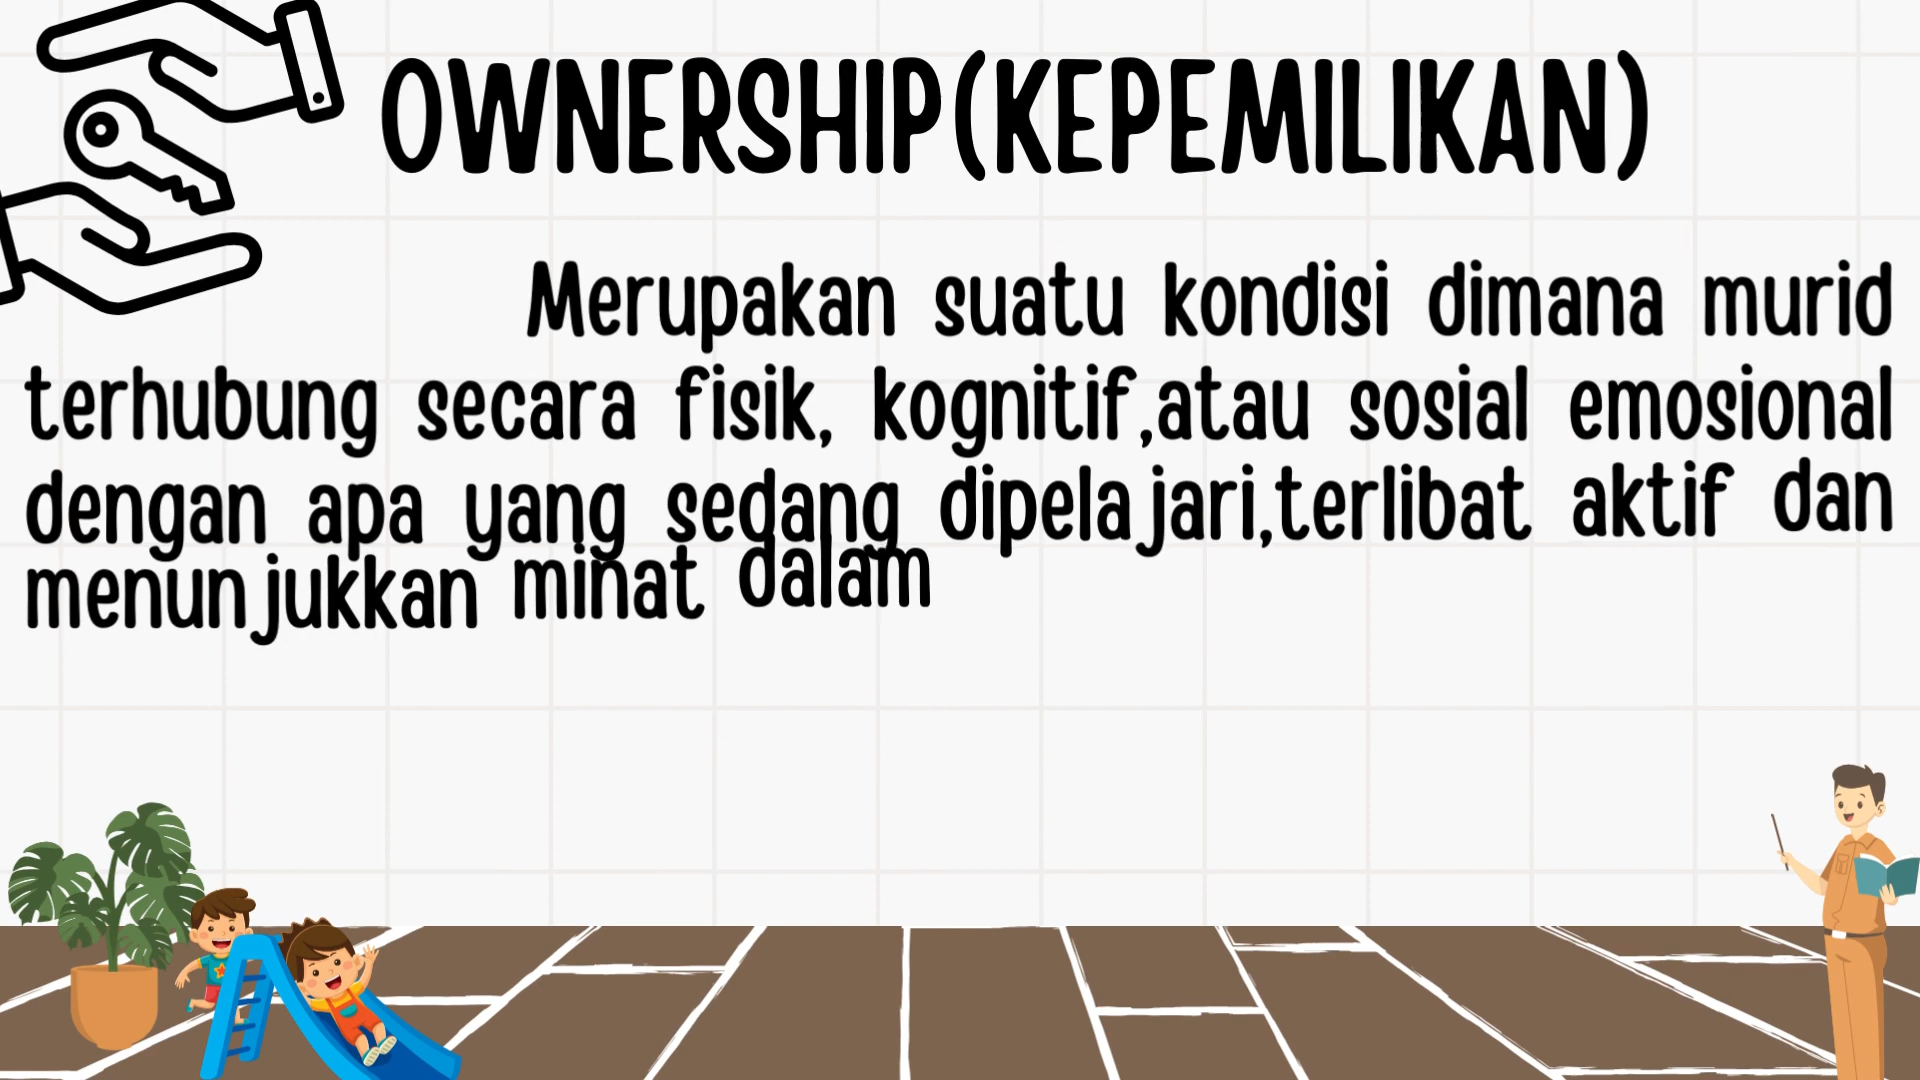 OWNERSHIP(KEPEMILIKAN)
Merupakan suatu kondisi dimana murid
terhubung secara fisik, kognitif,atau sosial emosional
dengan apa yang sedang dipelajari,terlibat aktif dan
menunjukkan minat dalam